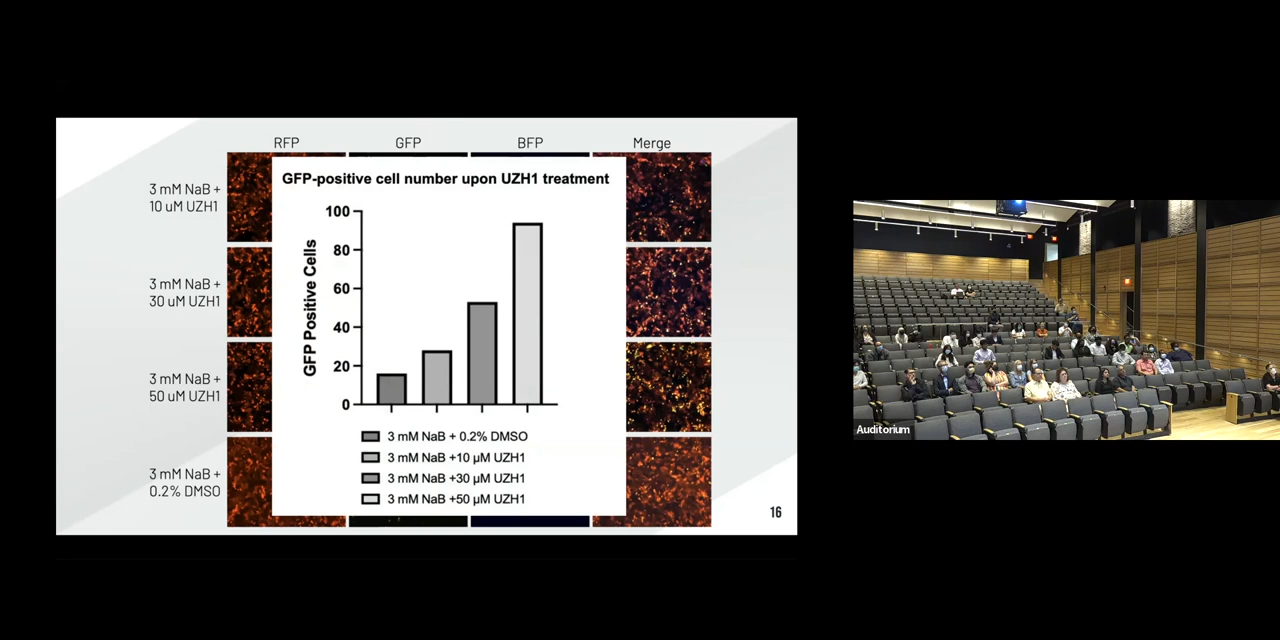 RFP
GFP
BFP
Merge
3 mM NaB +
10 uM UZH1
3 mM NaB +
30 uM UZH1
3 mM NaB +
50 uM UZH1
3 mM NaB +
0.2% DMSO
GFP-positive cell number upon UZH1 treatment
GFP Positive Cells
100
80
60
40
20
0
3 mM NaB + 0.2% DMSO
3 mM NaB +10 µM UZH1
3 mM NaB +30 µM UZH1
3 mM NaB +50 µM UZH1
16
Auditorium